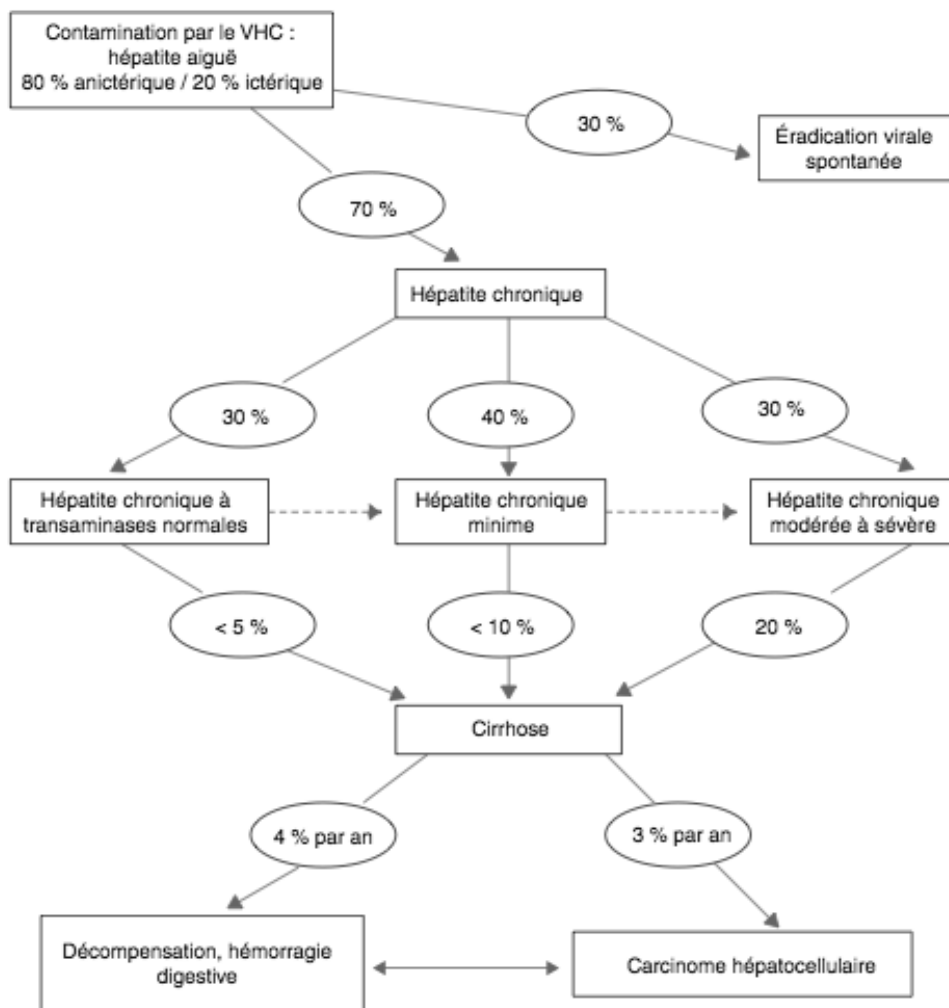 Contamination par le VHC :
hépatite aiguë
80 % anictérique / 20 % ictérique
30 %
Éradication virale
spontanée
70 %
Hépatite chronique
30 %
40 %
30 %
Hépatite chronique à
transaminases normales
Hépatite chronique
minime
Hépatite chronique
modérée à sévère
< 5 %
< 10 %
20 %
Cirrhose
4 % par an
3 % par an
Décompensation, hémorragie
digestive
Carcinome hépatocellulaire